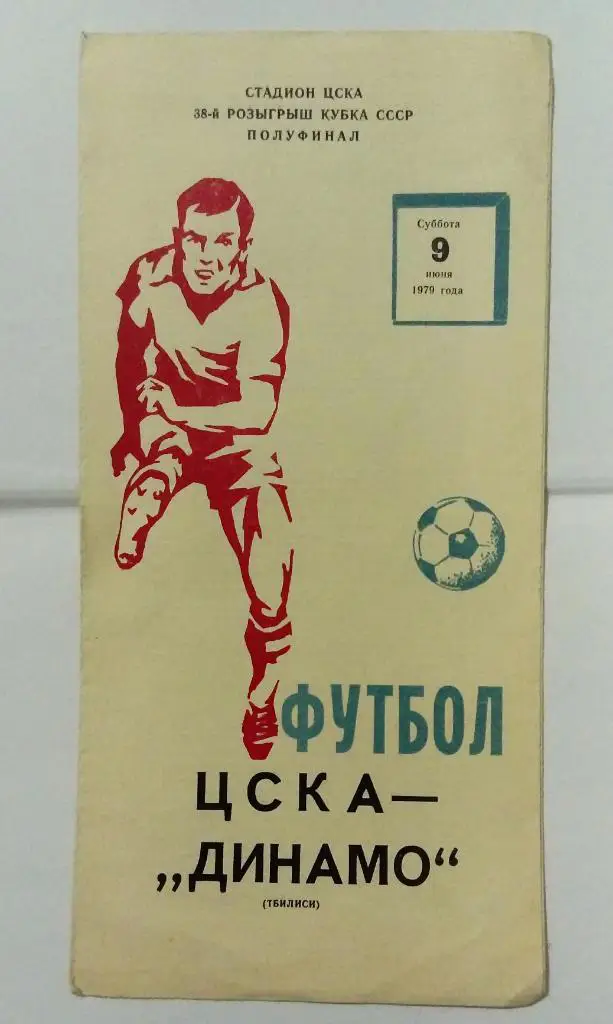 СТАДИОН ЦСКА
38-й РОЗЫГРЫШ КУБКА СССР
ПОЛУФИНАЛ
Суббота
9
июня
1979 года
ФУТБОЛ
ЦСКА—
„ДИНАМО“
(ТБИЛИСИ)